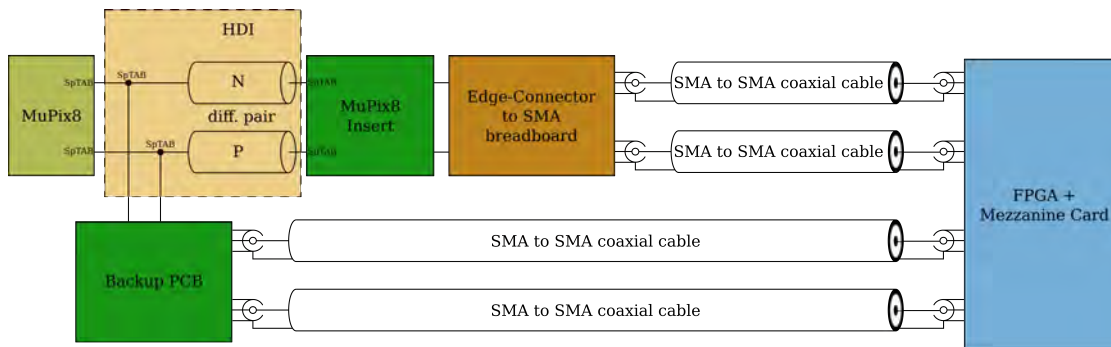 HDI
SpTAB
SpTAB
N
SpTAB
SMA to SMA coaxial cable
MuPix8
diff. pair
MuPix8
Insert
Edge-Connector
to SMA
breadboard
SpTAB
SpTAB
P
SpTAB
SMA to SMA coaxial cable
FPGA +
Mezzanine Card
SMA to SMA coaxial cable
Backup PCB
SMA to SMA coaxial cable